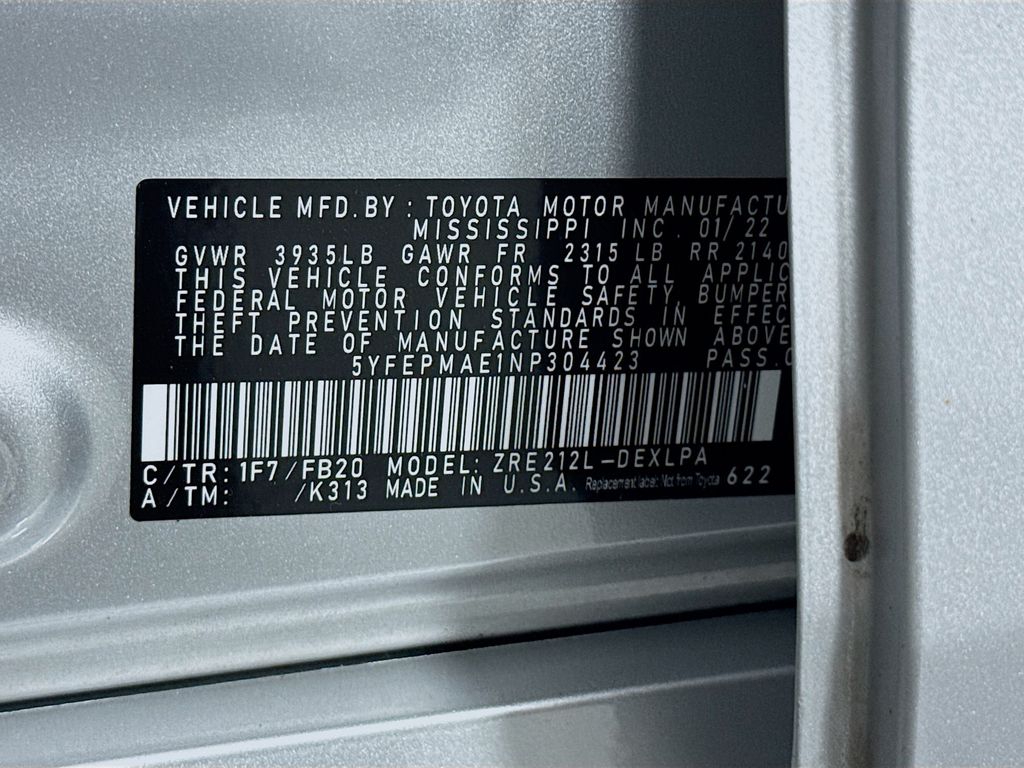 VEHICLE MFD.BY: TOYOTA MOTOR MANUFACTU
MISSISSIPPI INC. 01/22
GVWR 3935LB GAWR FR 2315 LB RR 2140
THIS VEHICLE CONFORMS TO ALL APPLIC
FEDERAL MOTOR VEHICLE SAFETY, BUMPER
THEFT PREVENTION STANDARDS IN EFFEC
THE DATE OF MANUFACTURE SHOWN ABOVE
5YFEPMAE1NP304423 PASS.C
C/TR: 1F7/FB20 MODEL: ZRE212L-DEXLPA
A/TM: /K313 MADE IN U.S.A. Replacement label: Not from Toyota 622